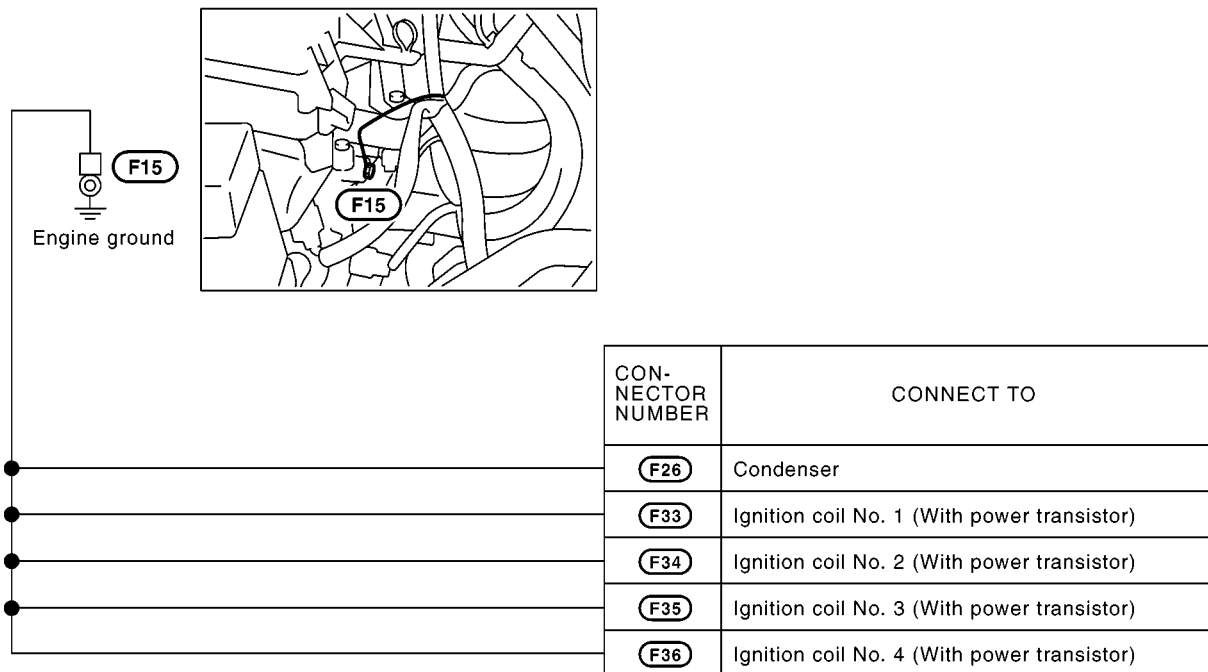 F15
Engine ground
F15
CON-
NECTOR
NUMBER
CONNECT TO
F26 Condenser
F33 Ignition coil No. 1 (With power transistor)
F34 Ignition coil No. 2 (With power transistor)
F35 Ignition coil No. 3 (With power transistor)
F36 Ignition coil No. 4 (With power transistor)